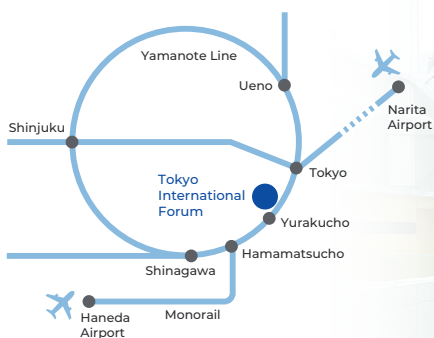 Yamanote Line
Ueno
Narita
Airport
Shinjuku
Tokyo
Tokyo
International
Forum
Yurakucho
Hamamatsucho
Shinagawa
Monorail
Haneda
Airport